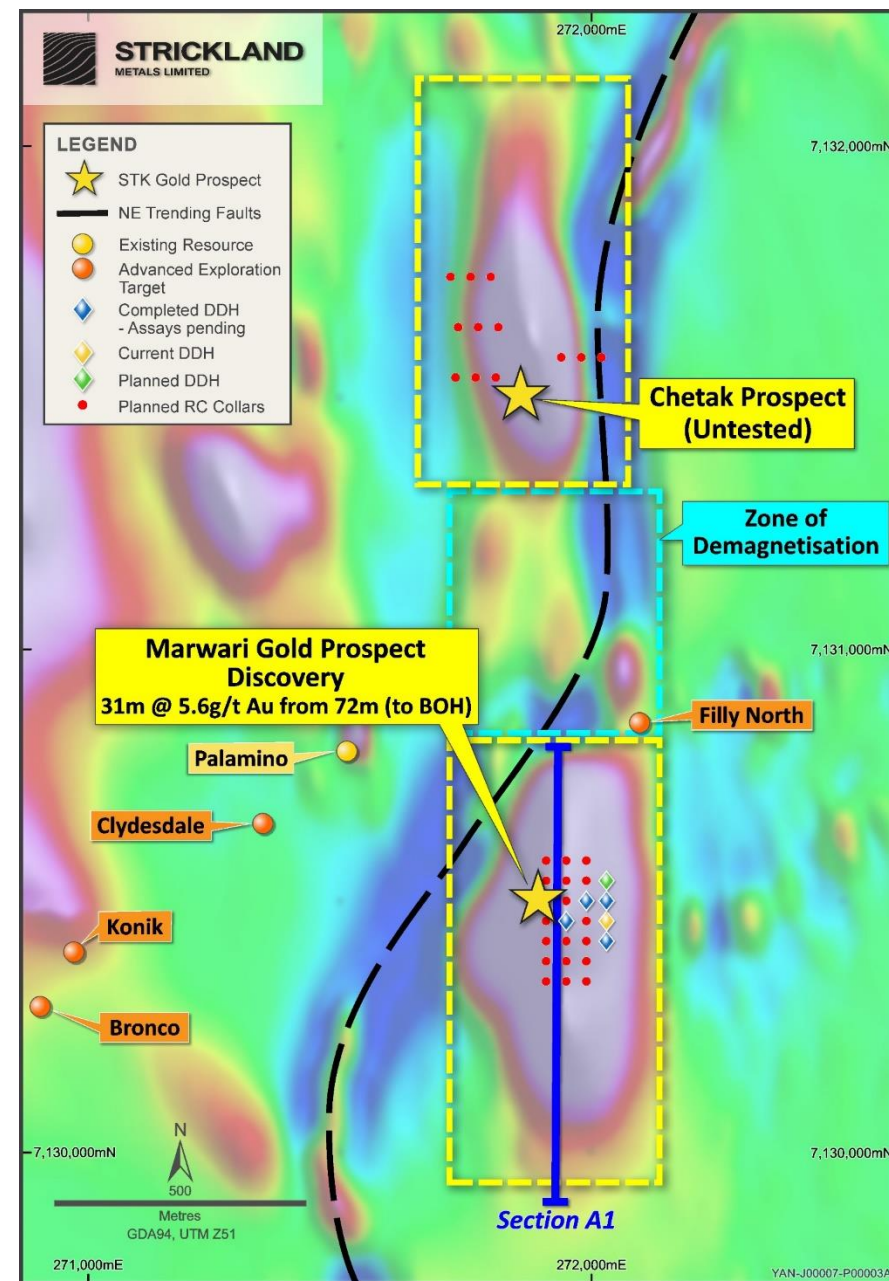 STRICKLAND
METALS LIMITED
272,000mE
7,132,000mN
LEGEND
STK Gold Prospect
NE Trending Faults
Existing Resource
Advanced Exploration
Target
Completed DDH
- Assays pending
Current DDH
Planned DDH
Planned RC Collars
Chetak Prospect
(Untested)
Zone of
Demagnetisation
7,131,000mN
Marwari Gold Prospect
Discovery
31m @ 5.6g/t Au from 72m (to BOH)
Filly North
Palamino
Clydesdale
Konik
Bronco
7,130,000mN
7,130,000mN
N
500
Metres
GDA94, UTM Z51
Section A1
271,000mE
272,000mE
YAN-J00007-P00003A